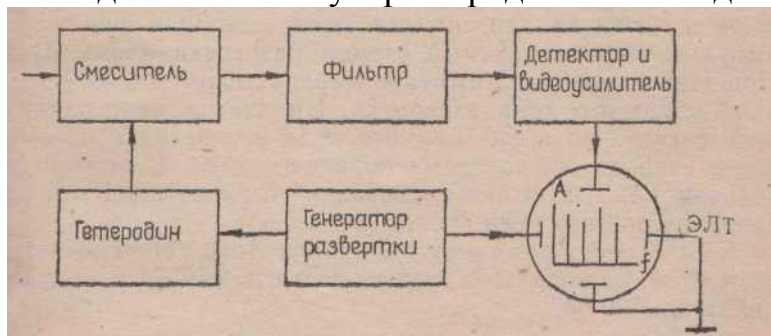 Смеситель
Фильтр
Детектор и
видеоусилитель
Гетеродин
Генератор
развертки
A
f
ЭЛТ